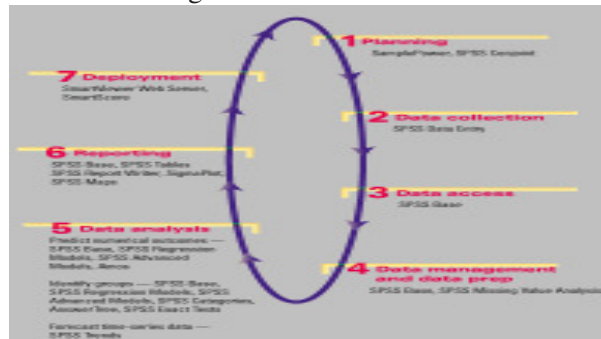 1 Planning
SamplePower, SPSS Conjoint
2 Data collection
SPSS Data Entry
3 Data access
SPSS Base
4 Data management
and data prep
SPSS Base, SPSS Missing Value Analysis
5 Data analysis
Predict numerical outcomes —
SPSS Base, SPSS Regression
Models, SPSS Advanced
Models, Amos
Identify groups — SPSS Base,
SPSS Regression Models, SPSS
Advanced Models, SPSS Categories,
AnswerTree, SPSS Exact Tests
Forecast time-series data —
SPSS Trends
6 Reporting
SPSS Base, SPSS Tables
SPSS Report Writer, SigmaPlot,
SPSS Maps
7 Deployment
SmartViewer Web Server,
SmartScore